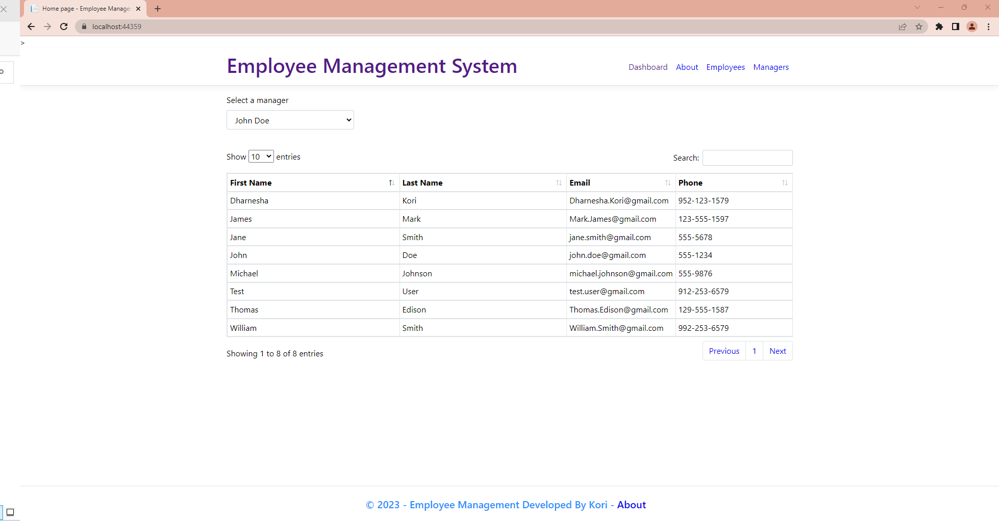 Home page - Employee Manager
localhost:44359
>
Employee Management System
Dashboard About Employees Managers
Select a manager
John Doe
Show 10 entries Search:
First Name Last Name Email Phone
Dharnesha Kori Dharnesha.Kori@gmail.com 952-123-1579
James Mark Mark.James@gmail.com 123-555-1597
Jane Smith jane.smith@gmail.com 555-5678
John Doe john.doe@gmail.com 555-1234
Michael Johnson michael.johnson@gmail.com 555-9876
Test User test.user@gmail.com 912-253-6579
Thomas Edison Thomas.Edison@gmail.com 129-555-1587
William Smith William.Smith@gmail.com 992-253-6579
Showing 1 to 8 of 8 entries Previous 1 Next
© 2023 - Employee Management Developed By Kori - About